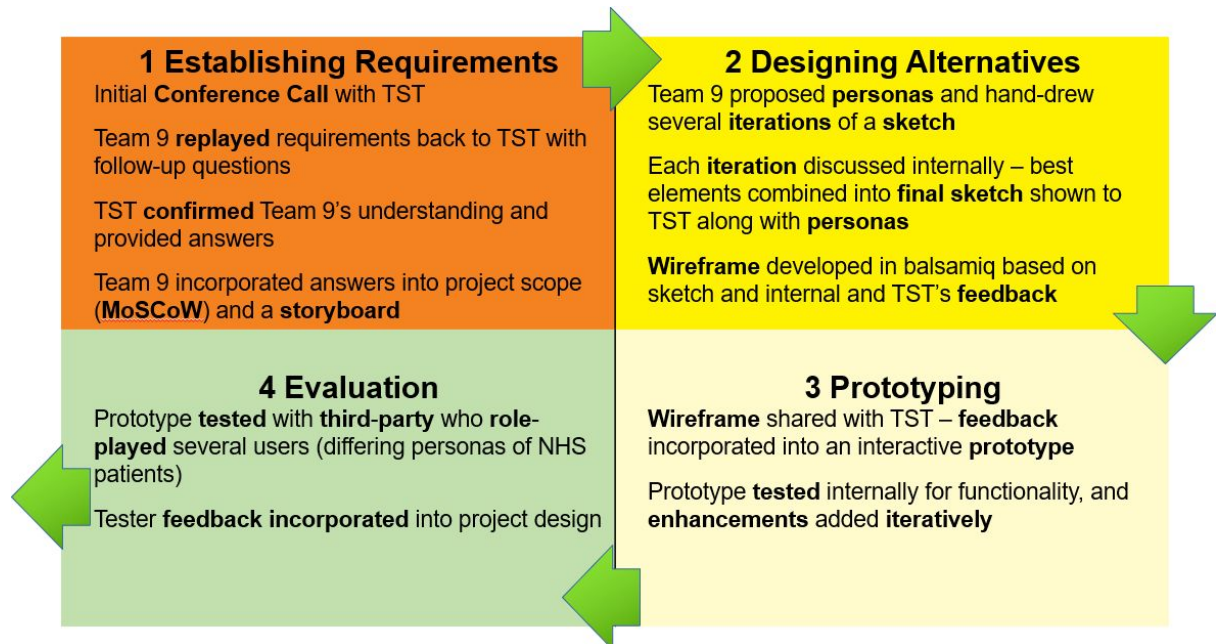 1 Establishing Requirements
Initial Conference Call with TST
Team 9 replayed requirements back to TST with
follow-up questions
TST confirmed Team 9's understanding and
provided answers
Team 9 incorporated answers into project scope
(MoSCoW) and a storyboard
2 Designing Alternatives
Team 9 proposed personas and hand-drew
several iterations of a sketch
Each iteration discussed internally – best
elements combined into final sketch shown to
TST along with personas
Wireframe developed in balsamiq based on
sketch and internal and TST's feedback
3 Prototyping
Wireframe shared with TST – feedback
incorporated into an interactive prototype
Prototype tested internally for functionality, and
enhancements added iteratively
4 Evaluation
Prototype tested with third-party who role-
played several users (differing personas of NHS
patients)
Tester feedback incorporated into project design